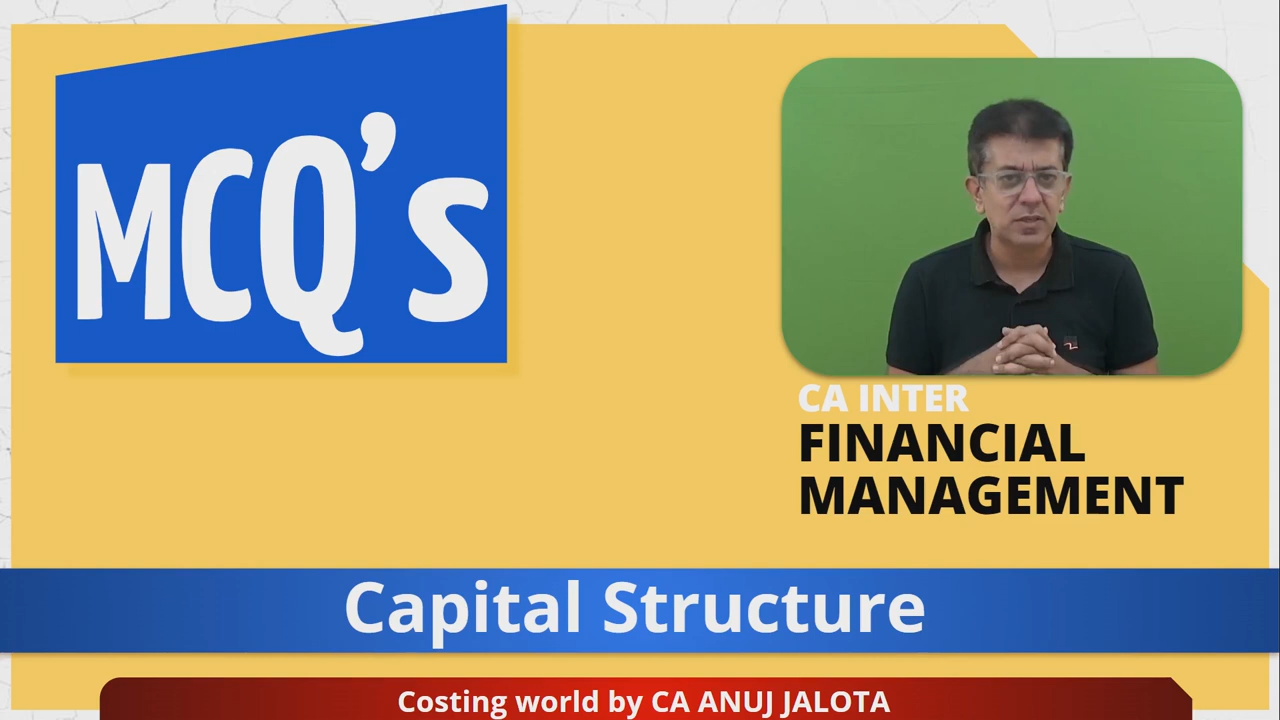 MCQ’s
CA INTER
FINANCIAL
MANAGEMENT
Capital Structure
Costing world by CA ANUJ JALOTA